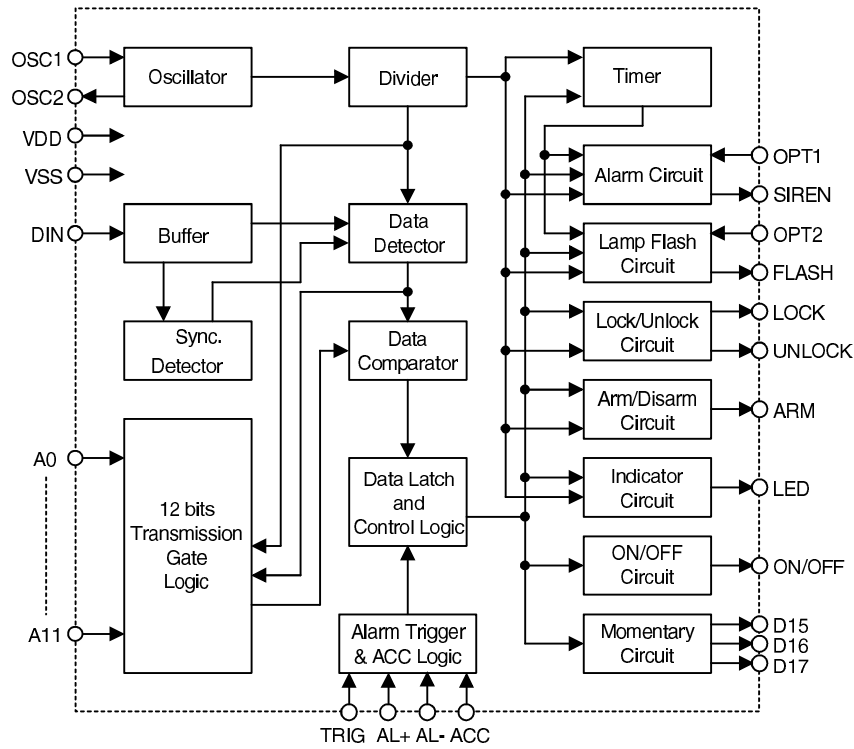 OSC1
OSC2
VDD
VSS
DIN
A0
A11
Oscillator
Divider
Timer
Buffer
Data
Detector
Sync.
Detector
Data
Comparator
12 bits
Transmission
Gate
Logic
Data Latch
and
Control Logic
Alarm Trigger
& ACC Logic
Alarm Circuit
Lamp Flash
Circuit
Lock/Unlock
Circuit
Arm/Disarm
Circuit
Indicator
Circuit
ON/OFF
Circuit
Momentary
Circuit
OPT1
SIREN
OPT2
FLASH
LOCK
UNLOCK
ARM
LED
ON/OFF
D15
D16
D17
TRIG AL+ AL- ACC